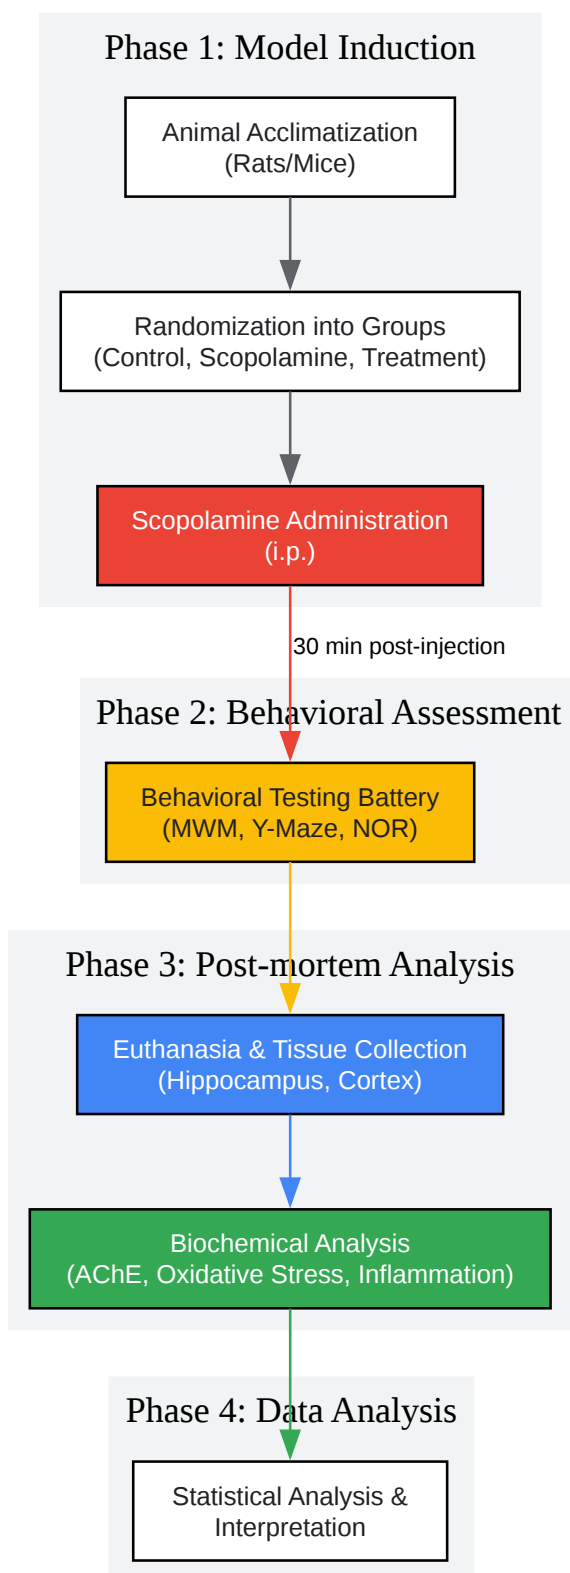 Phase 1: Model Induction
Animal Acclimatization
(Rats/Mice)
Randomization into Groups
(Control, Scopolamine, Treatment)
Scopolamine Administration
(i.p.)
30 min post-injection
Phase 2: Behavioral Assessment
Behavioral Testing Battery
(MWM, Y-Maze, NOR)
Phase 3: Post-mortem Analysis
Euthanasia & Tissue Collection
(Hippocampus, Cortex)
Biochemical Analysis
(AChE, Oxidative Stress, Inflammation)
Phase 4: Data Analysis
Statistical Analysis &
Interpretation